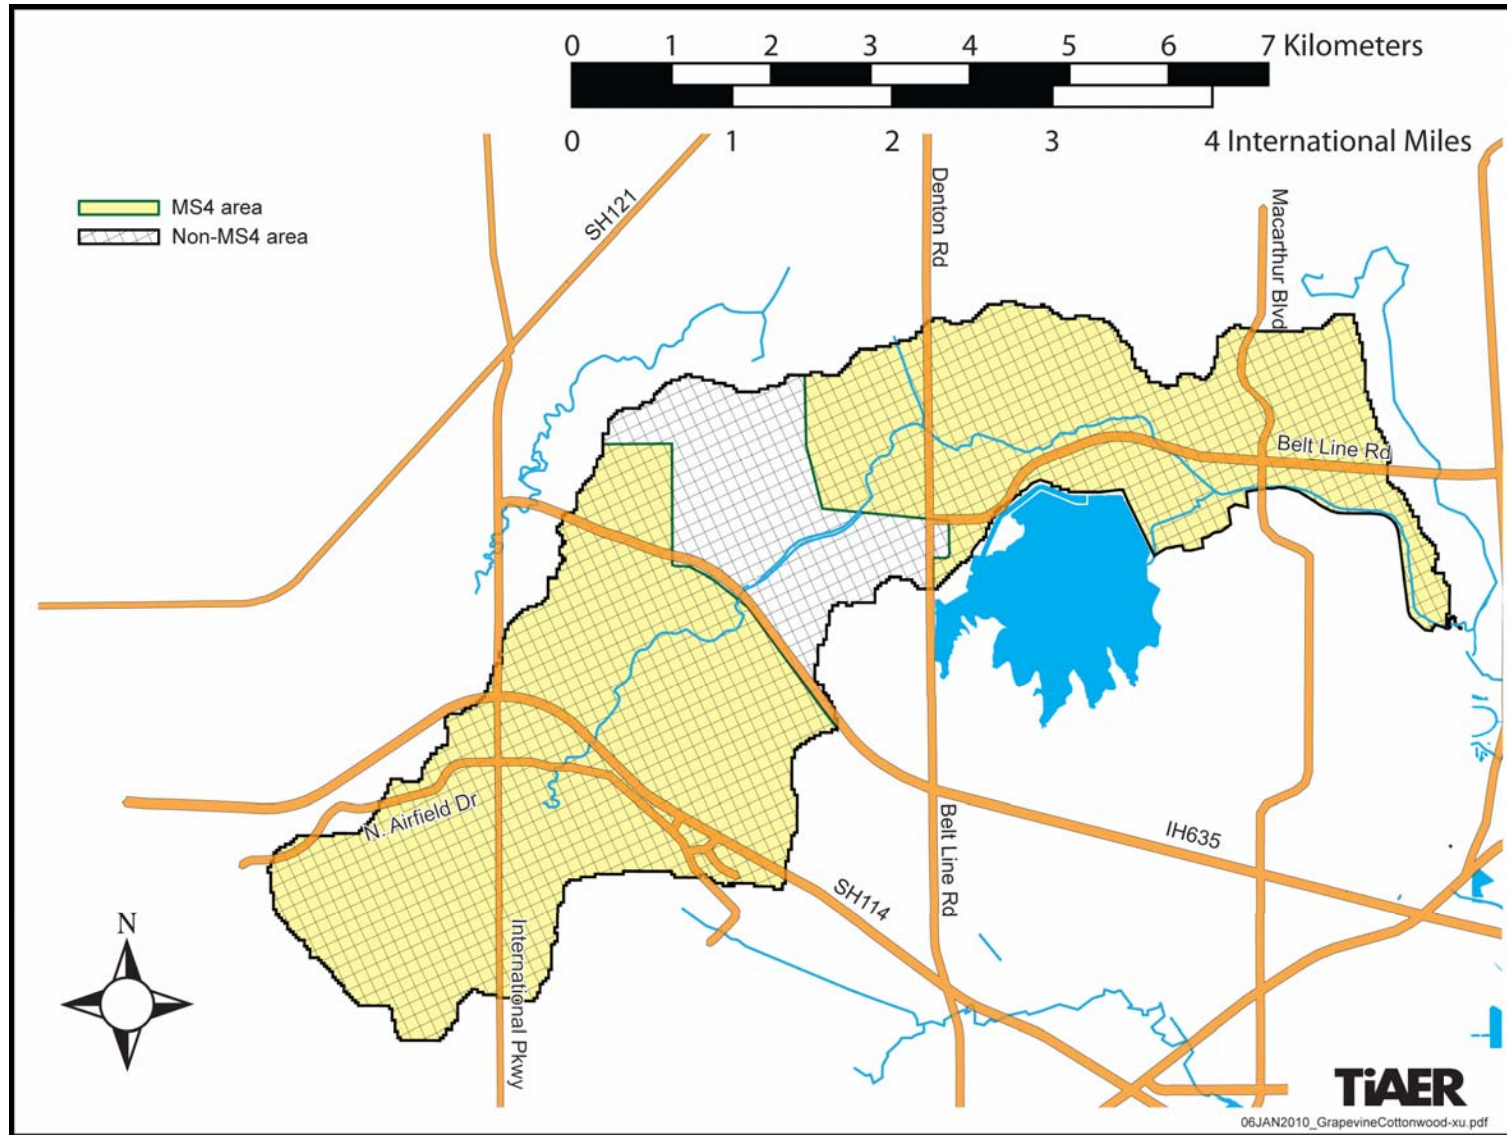 0 1 2 3 4 5 6 7 Kilometers
0 1 2 3 4 International Miles
MS4 area
Non-MS4 area
SH121
Denton Rd
Macarthur Blvd
Belt Line Rd
N. Airfield Dr
Belt Line Rd
IH635
SH114
International Pkwy
N
TiAER
06JAN2010_GrapevineCottonwood-xu.pdf